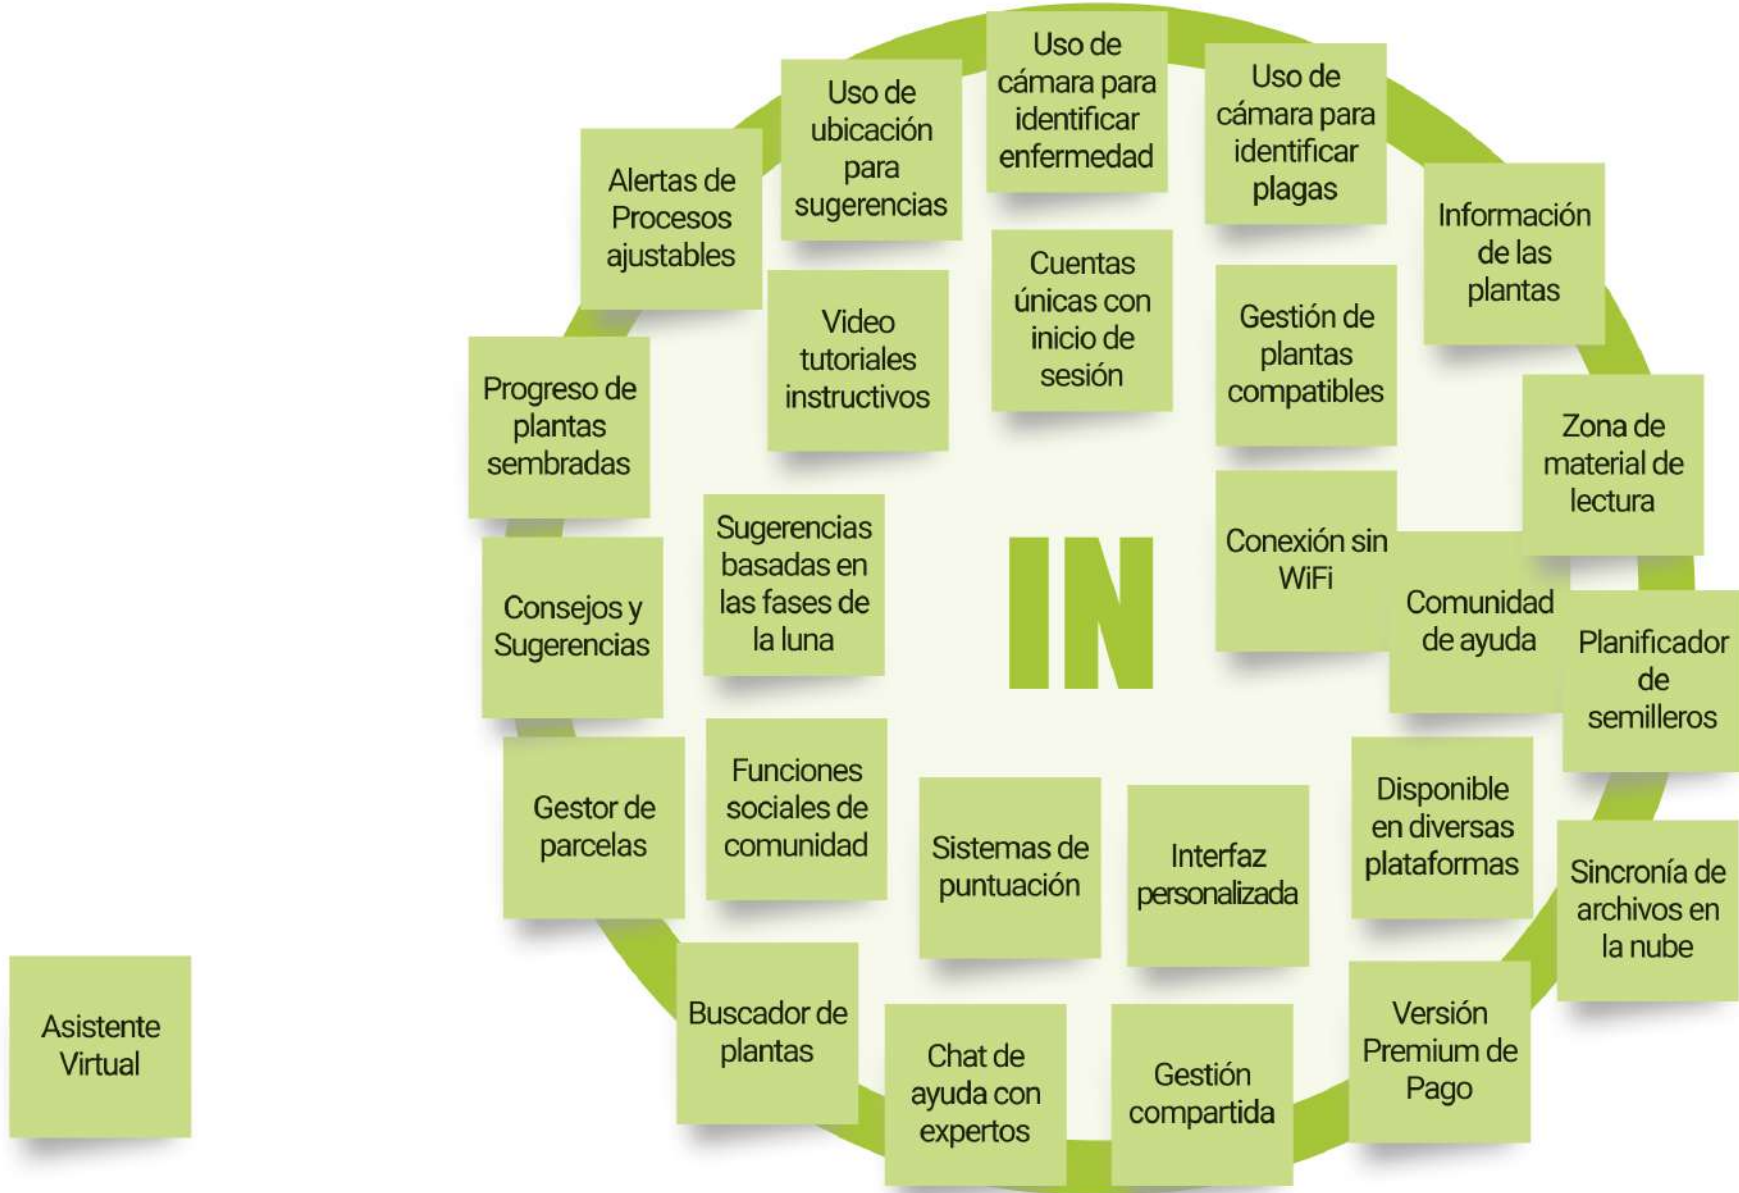 Uso de
cámara para
identificar
enfermedad
Uso de
cámara para
identificar
plagas
Uso de
ubicación
para
sugerencias
Alertas de
Procesos
ajustables
Información
de las
plantas
Cuentas
únicas con
inicio de
sesión
Video
tutoriales
instructivos
Gestión de
plantas
compatibles
Progreso de
plantas
sembradas
Zona de
material de
lectura
Sugerencias
basadas en
las fases de
la luna
IN
Conexión sin
WiFi
Consejos y
Sugerencias
Comunidad
de ayuda
Planificador
de
semilleros
Gestor de
parcelas
Funciones
sociales de
comunidad
Sistemas de
puntuación
Interfaz
personalizada
Disponible
en diversas
plataformas
Sincronía de
archivos en
la nube
Asistente
Virtual
Buscador de
plantas
Chat de
ayuda con
expertos
Gestión
compartida
Versión
Premium de
Pago